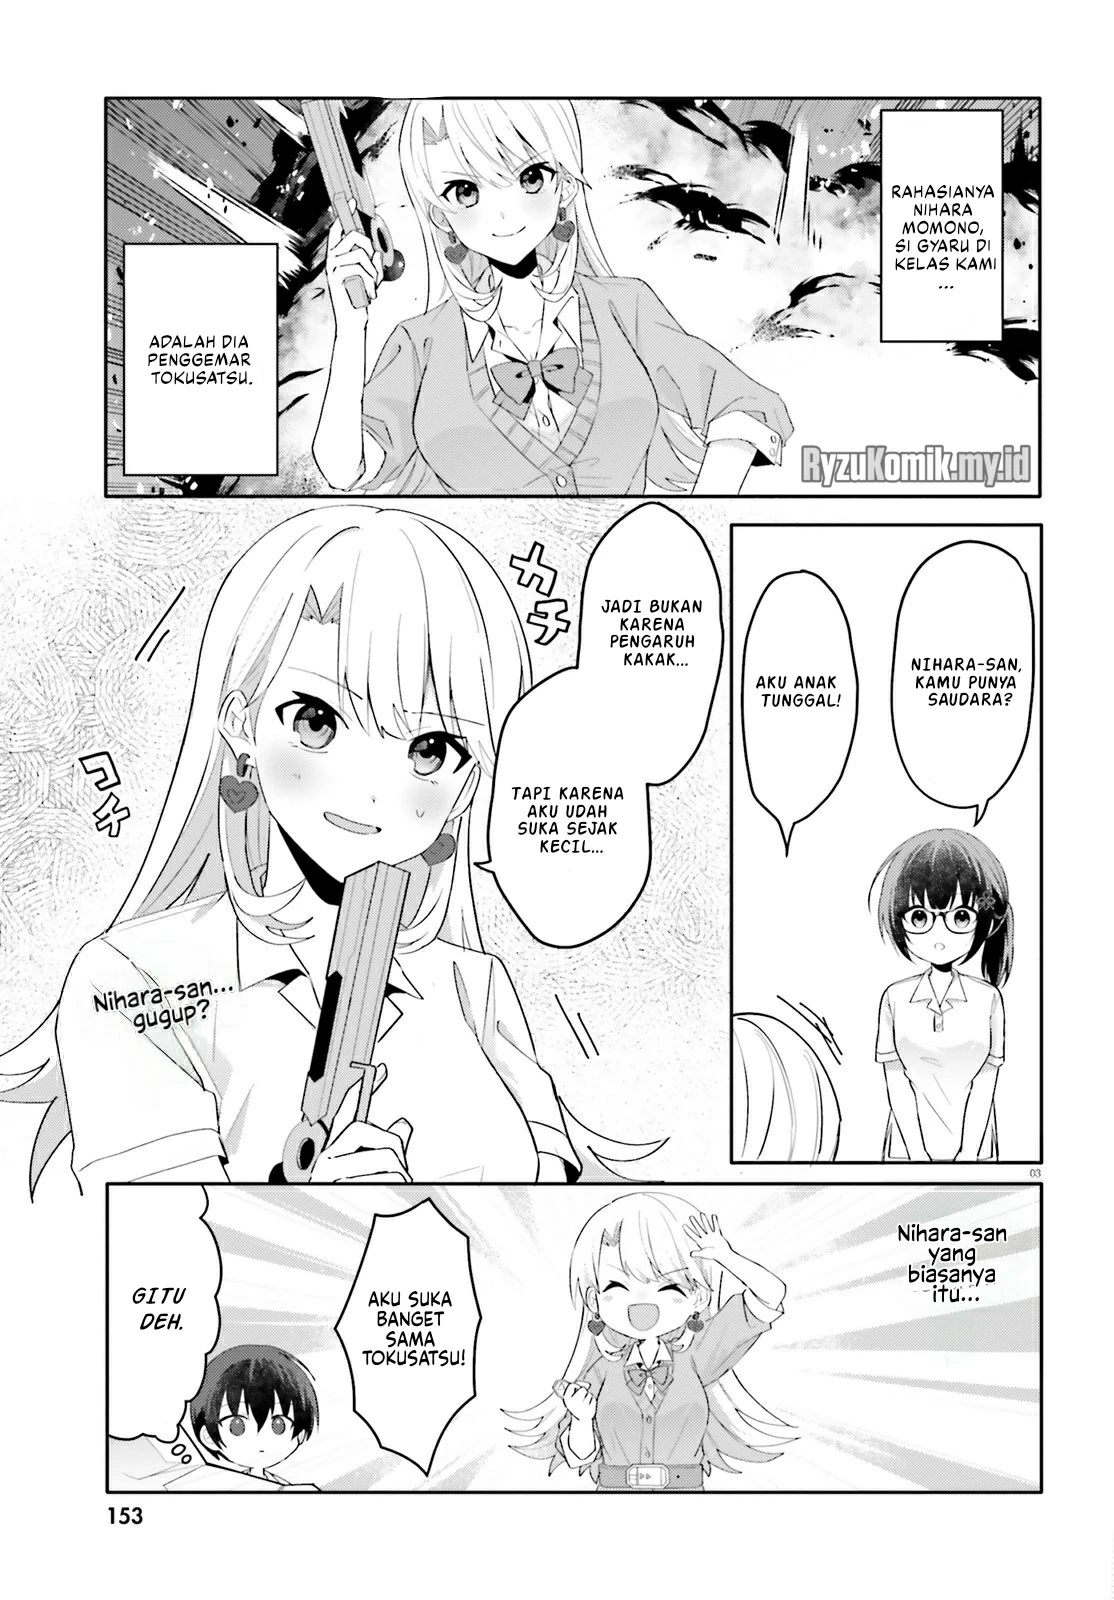 RAHASIANYA
NIHARA
MOMONO,
SI GYARU DI
KELAS KAMI
...
ADALAH DIA
PENGGEMAR
TOKUSATSU.
RyzuKomik.my.id
NIHARA-SAN,
KAMU PUNYA
SAUDARA?
AKU ANAK
TUNGGAL!
03
JADI BUKAN
KARENA
PENGARUH
KAKAK...
カチ
TAPI KARENA
AKU UDAH
SUKA SEJAK
KECIL...
コチ
Nihara-san...
gugup?
Nihara-san
yang
biasanya
itu...
AKU SUKA
BANGET
SAMA
TOKUSATSU!
GITU
DEH.
153